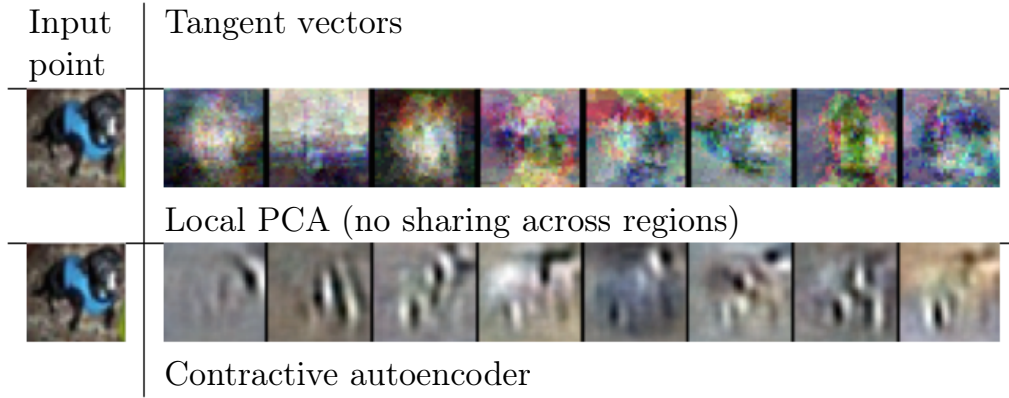 Input
point
Tangent vectors
Local PCA (no sharing across regions)
Contractive autoencoder